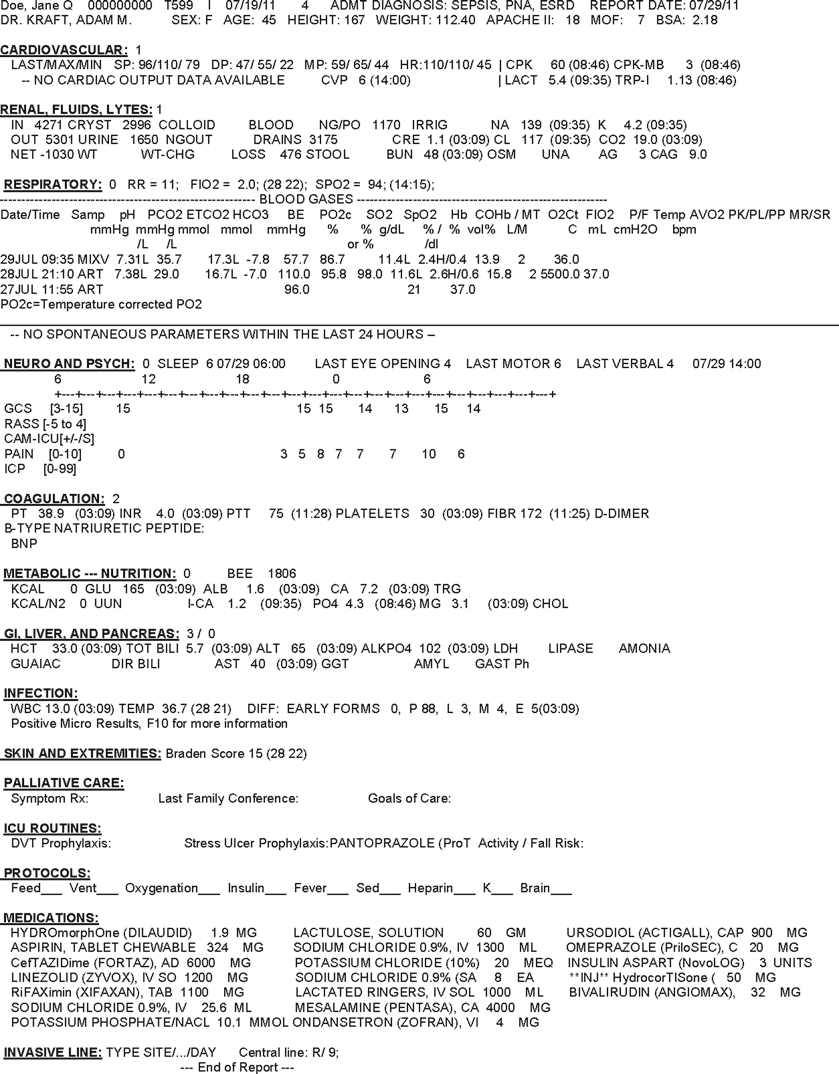 Doe, Jane Q 000000000 T599 I 07/19/11 4 ADMT DIAGNOSIS: SEPSIS, PNA, ESRD REPORT DATE: 07/29/11
DR. KRAFT, ADAM M. SEX: F AGE: 45 HEIGHT: 167 WEIGHT: 112.40 APACHE II: 18 MOF: 7 BSA: 2.18
CARDIOVASCULAR: 1
LAST/MAX/MIN SP: 96/110/ 79 DP: 47/ 55/ 22 MP: 59/ 65/ 44 HR:110/110/ 45 | CPK 60 (08:46) CPK-MB 3 (08:46)
-- NO CARDIAC OUTPUT DATA AVAILABLE CVP 6 (14:00) | LACT 5.4 (09:35) TRP-I 1.13 (08:46)
RENAL, FLUIDS, LYTES: 1
IN 4271 CRYST 2996 COLLOID BLOOD NG/PO 1170 IRRIG NA 139 (09:35) K 4.2 (09:35)
OUT 5301 URINE 1650 NGOUT DRAINS 3175 CRE 1.1 (03:09) CL 117 (09:35) CO2 19.0 (03:09)
NET -1030 WT WT-CHG LOSS 476 STOOL BUN 48 (03:09) OSM UNA AG 3 CAG 9.0
RESPIRATORY: 0 RR = 11; FIO2 = 2.0; (28 22); SPO2 = 94; (14:15);
--- BLOOD GASES ---
Date/Time Samp pH PCO2 ETCO2 HCO3 BE PO2c SO2 SpO2 Hb COHb / MT O2Ct FIO2 P/F Temp AVO2 PK/PL/PP MR/SR
mmHg mmHg mmol mmol mmHg % % g/dL % / % vol% L/M C mL cmH2O bpm
/L /L or % /dl
29JUL 09:35 MIXV 7.31L 35.7 17.3L -7.8 57.7 86.7 11.4L 2.4H/0.4 13.9 2 36.0
28JUL 21:10 ART 7.38L 29.0 16.7L -7.0 110.0 95.8 98.0 11.6L 2.6H/0.6 15.8 2 5500.0 37.0
27JUL 11:55 ART 96.0 21 37.0
PO2c=Temperature corrected PO2
-- NO SPONTANEOUS PARAMETERS WITHIN THE LAST 24 HOURS --
NEURO AND PSYCH: 0 SLEEP 6 07/29 06:00 LAST EYE OPENING 4 LAST MOTOR 6 LAST VERBAL 4 07/29 14:00
6 12 18 0 6
+---+---+---+---+---+---+---+---+---+---+---+---+---+---+---+---+---+---+---+---+---+---+---+---+
GCS [3-15] 15 15 15 14 13 15 14
RASS [-5 to 4]
CAM-ICU[+/-/S]
PAIN [0-10] 0 3 5 8 7 7 7 10 6
ICP [0-99]
COAGULATION: 2
PT 38.9 (03:09) INR 4.0 (03:09) PTT 75 (11:28) PLATELETS 30 (03:09) FIBR 172 (11:25) D-DIMER
B-TYPE NATRIURETIC PEPTIDE:
BNP
METABOLIC --- NUTRITION: 0 BEE 1806
KCAL 0 GLU 165 (03:09) ALB 1.6 (03:09) CA 7.2 (03:09) TRG
KCAL/N2 0 UUN I-CA 1.2 (09:35) PO4 4.3 (08:46) MG 3.1 (03:09) CHOL
GI, LIVER, AND PANCREAS: 3 / 0
HCT 33.0 (03:09) TOT BILI 5.7 (03:09) ALT 65 (03:09) ALKPO4 102 (03:09) LDH LIPASE AMONIA
GUAIAC DIR BILI AST 40 (03:09) GGT AMYL GAST Ph
INFECTION:
WBC 13.0 (03:09) TEMP 36.7 (28 21) DIFF: EARLY FORMS 0, P 88, L 3, M 4, E 5(03:09)
Positive Micro Results, F10 for more information
SKIN AND EXTREMITIES: Braden Score 15 (28 22)
PALLIATIVE CARE:
Symptom Rx: Last Family Conference: Goals of Care:
ICU ROUTINES:
DVT Prophylaxis: Stress Ulcer Prophylaxis:PANTOPRAZOLE (ProT Activity / Fall Risk:
PROTOCOLS:
Feed___ Vent___ Oxygenation___ Insulin___ Fever___ Sed___ Heparin___ K___ Brain___
MEDICATIONS:
HYDROmorphOne (DILAUDID) 1.9 MG LACTULOSE, SOLUTION 60 GM URSODIOL (ACTIGALL), CAP 900 MG
ASPIRIN, TABLET CHEWABLE 324 MG SODIUM CHLORIDE 0.9%, IV 1300 ML OMEPRAZOLE (PriloSEC), C 20 MG
CefTAZIDime (FORTAZ), AD 6000 MG POTASSIUM CHLORIDE (10%) 20 MEQ INSULIN ASPART (NovoLOG) 3 UNITS
LINEZOLID (ZYVOX), IV SO 1200 MG SODIUM CHLORIDE 0.9% (SA 8 EA **INJ** HydrocorTISone ( 50 MG
RiFAXimin (XIFAXAN), TAB 1100 MG LACTATED RINGERS, IV SOL 1000 ML BIVALIRUDIN (ANGIOMAX), 32 MG
SODIUM CHLORIDE 0.9%, IV 25.6 ML MESALAMINE (PENTASA), CA 4000 MG
POTASSIUM PHOSPHATE/NACL 10.1 MMOL ONDANSETRON (ZOFRAN), VI 4 MG
INVASIVE LINE: TYPE SITE/.../DAY Central line: R/ 9;
--- End of Report ---